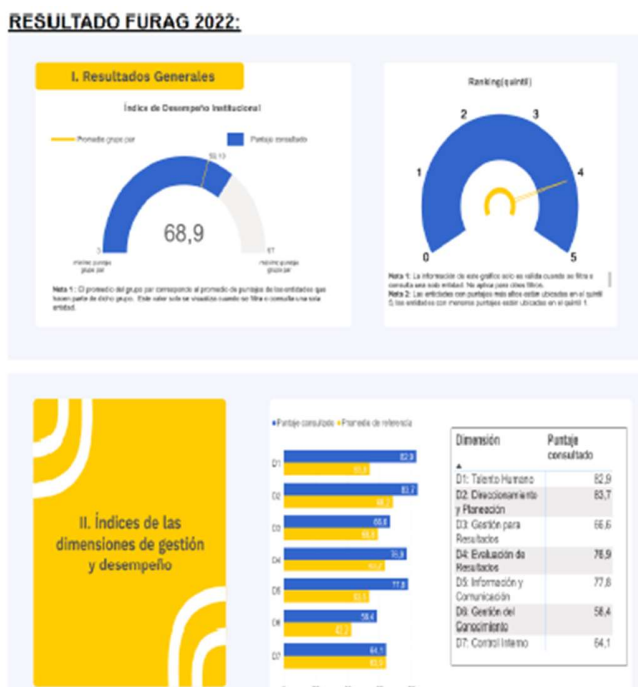 RESULTADO FURAG 2022:
I. Resultados Generales
Índice de Desempeño Institucional
Promedio grupo par
Puntaje consultado
68,9
mínimo puntaje
grupo par
máximo puntaje
grupo par
Nota 1: El promedio del grupo par corresponde al promedio de puntajes de las entidades que
hacen parte de dicho grupo. Este valor solo se visualiza cuando se filtra o consulta una sola
entidad.
Ranking(quintil)
2
3
1
4
0
5
Nota 1: La información de este gráfico solo es valida cuando se filtra o
consulta una sola entidad. No aplica para otros filtros.
Nota 2: Las entidades con puntajes más altos están ubicadas en el quintil
5; las entidades con menores puntajes están ubicadas en el quintil 1.
II. Índices de las
dimensiones de gestión
y desempeño
Puntaje consultado
Promedio de referencia
D1
82,9
D2
83,7
D3
66,6
D4
76,9
D5
77,8
D6
58,4
D7
64,1
Dimensión
Puntaje
consultado
D1: Talento Humano
82,9
D2: Direccionamiento
y Planeación
83,7
D3: Gestión para
Resultados
66,6
D4: Evaluación de
Resultados
76,9
D5: Información y
Comunicación
77,8
D6: Gestión del
Conocimiento
58,4
D7: Control Interno
64,1